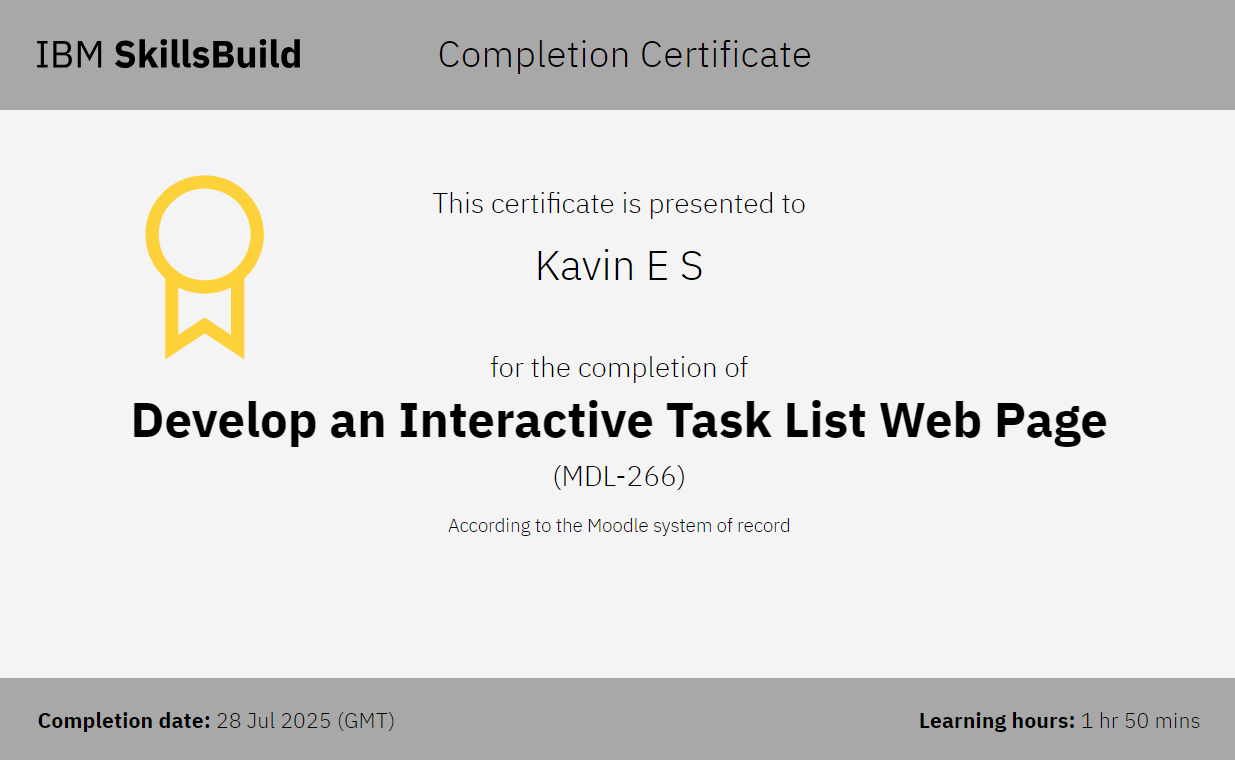 IBM SkillsBuild
Completion Certificate
This certificate is presented to
Kavin E S
for the completion of
Develop an Interactive Task List Web Page
(MDL-266)
According to the Moodle system of record
Completion date: 28 Jul 2025 (GMT)
Learning hours: 1 hr 50 mins